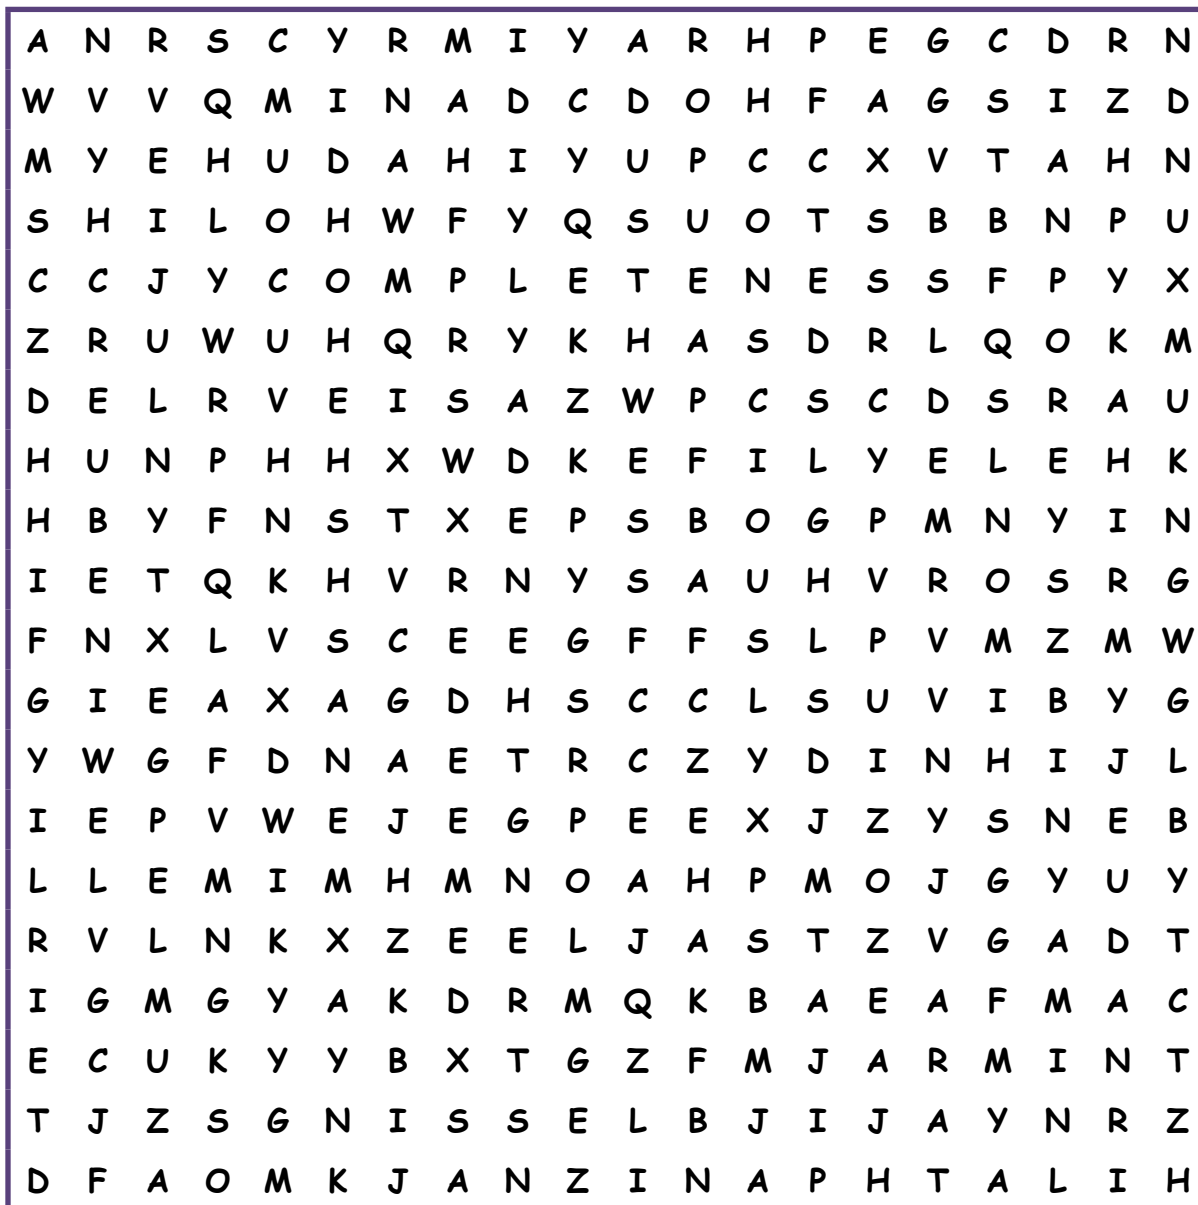 A N R S C Y R M I Y A R H P E G C D R N
W V V Q M I N A D C D O H F A G S I Z D
M Y E H U D A H I Y U P C C X V T A H N
S H I L O H W F Y Q S U O T S B B N P U
C C J Y C O M P L E T E N E S S F P Y X
Z R U W U H Q R Y K H A S D R L Q O K M
D E L R V E I S A Z W P C S C D S R A U
H U N P H H X W D K E F I L Y E L E H K
H B Y F N S T X E P S B O G P M N Y I N
I E T Q K H V R N Y S A U H V R O S R G
F N X L V S C E E G F F S L P V M Z M W
G I E A X A G D H S C C L S U V I B Y G
Y W G F D N A E T R C Z Y D I N H I J L
I E P V W E J E G P E E X J Z Y S N E B
L L E M I M H M N O A H P M O J G Y U Y
R V L N K X Z E E L J A S T Z V G A D T
I G M G Y A K D R M Q K B A E A F M A C
E C U K Y Y B X T G Z F M J A R M I N T
T J Z S G N I S S E L B J I J A Y N R Z
D F A O M K J A N Z I N A P H T A L I H